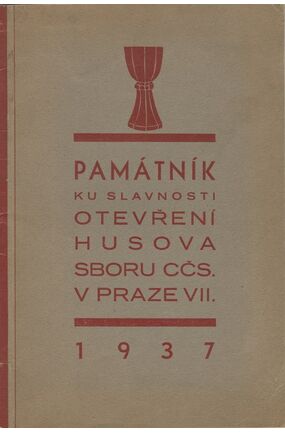 PAMÁTNÍK
KU SLAVNOSTI
OTEVŘENÍ
HUSOVA
SBORU CČS.
V PRAZE VII.
1937